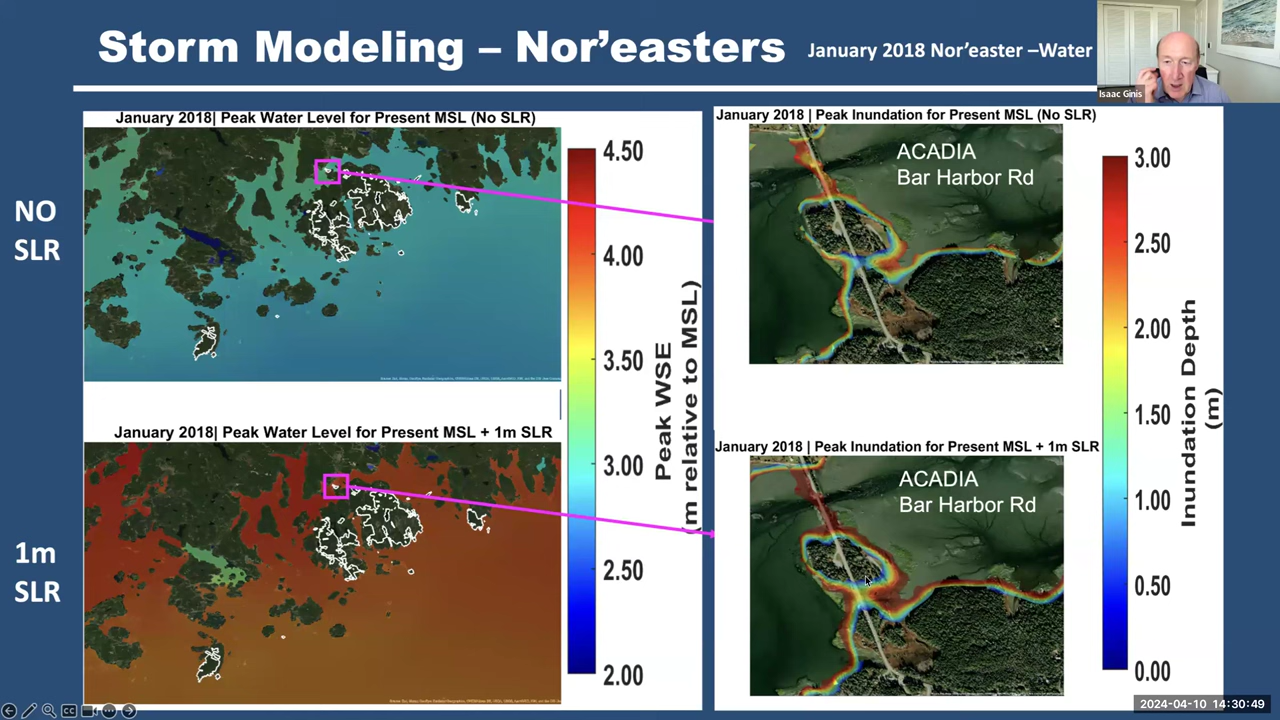 Storm Modeling – Nor’easters
January 2018 Nor’easter –Water
Isaac Ginis
NO
SLR
January 2018| Peak Water Level for Present MSL (No SLR)
4.50
4.00
3.50
3.00
2.50
2.00
Peak WSE
(m relative to MSL)
January 2018 | Peak Inundation for Present MSL (No SLR)
ACADIA
Bar Harbor Rd
3.00
2.50
2.00
1.50
1.00
0.50
0.00
Inundation Depth
(m)
1m
SLR
January 2018| Peak Water Level for Present MSL + 1m SLR
January 2018 | Peak Inundation for Present MSL + 1m SLR
ACADIA
Bar Harbor Rd
CC
2024-04-10 14:30:49